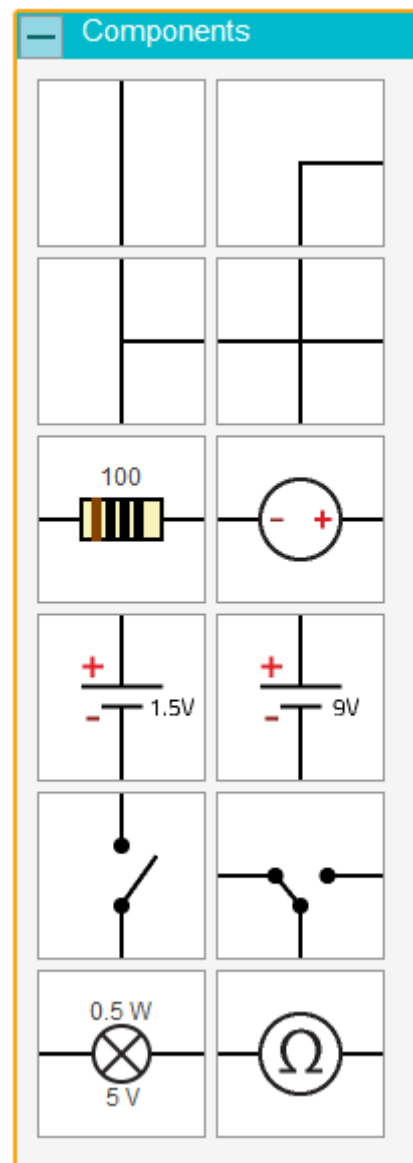 Components
100
- +
+ +
- 1.5V - 9V
0.5 W
5 V
Ω